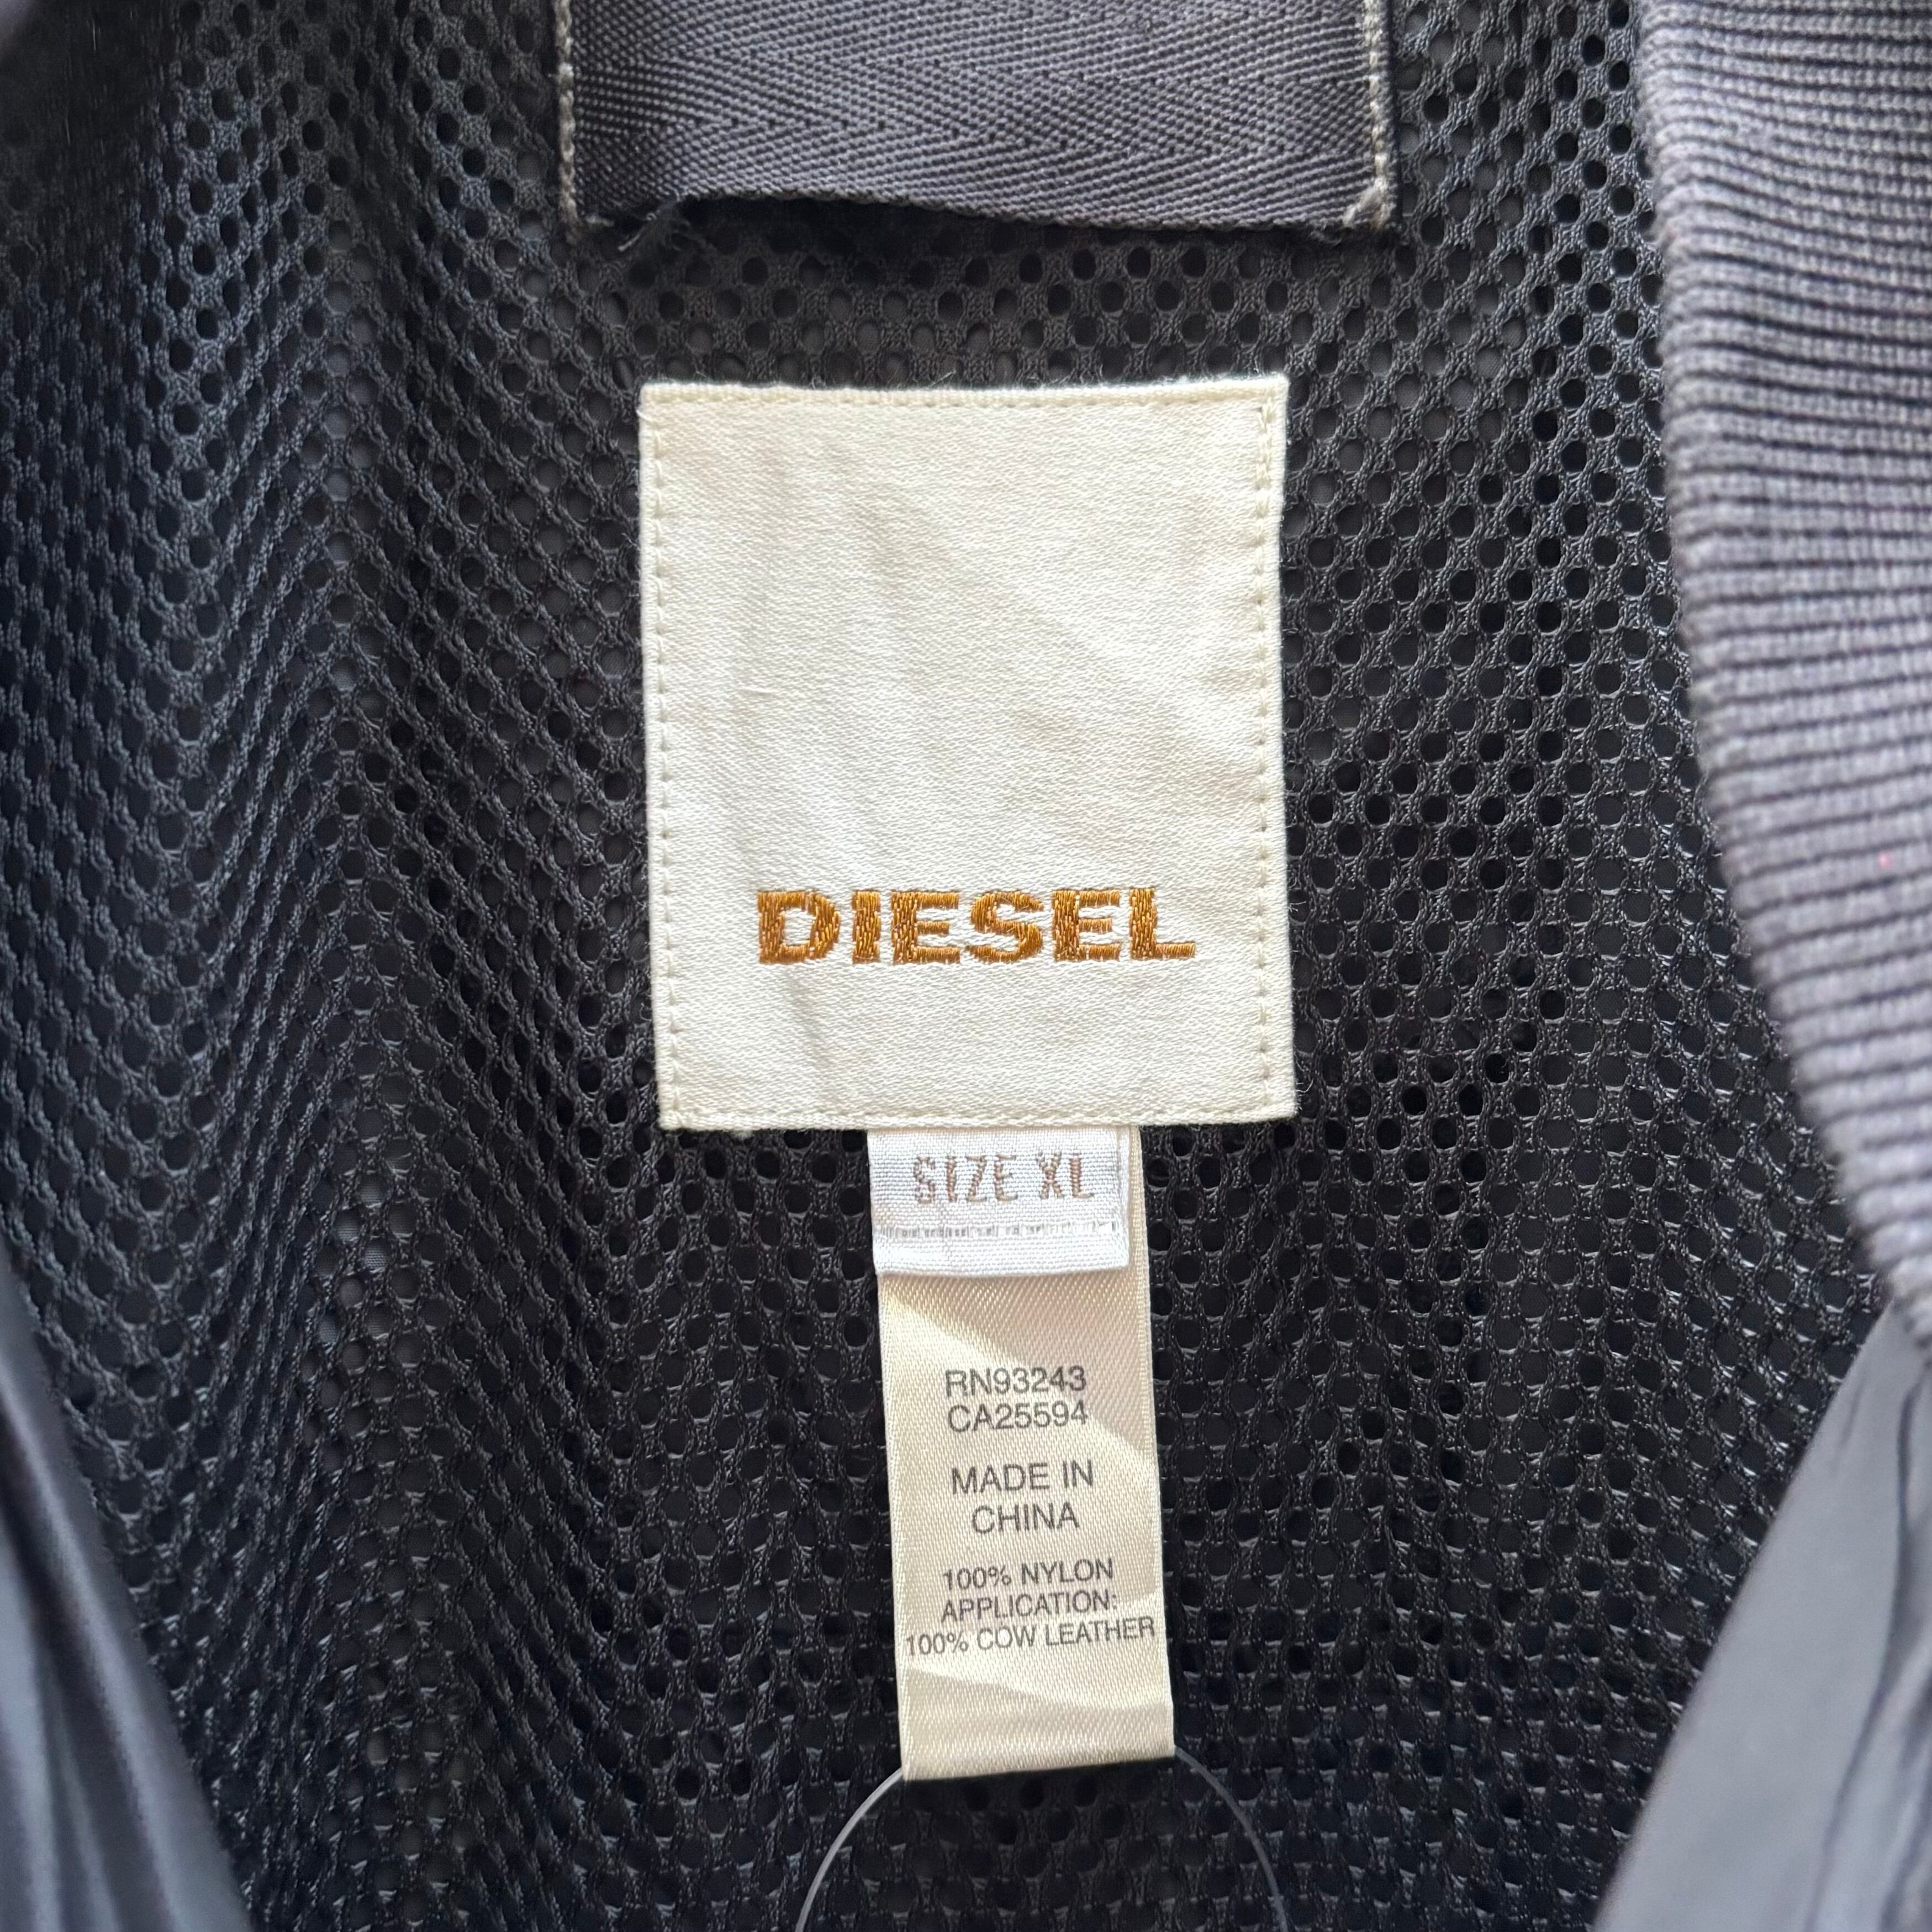 DIESEL
SIZE XL
RN93243
CA25594
MADE IN
CHINA
100% NYLON
APPLICATION:
100% COW LEATHER